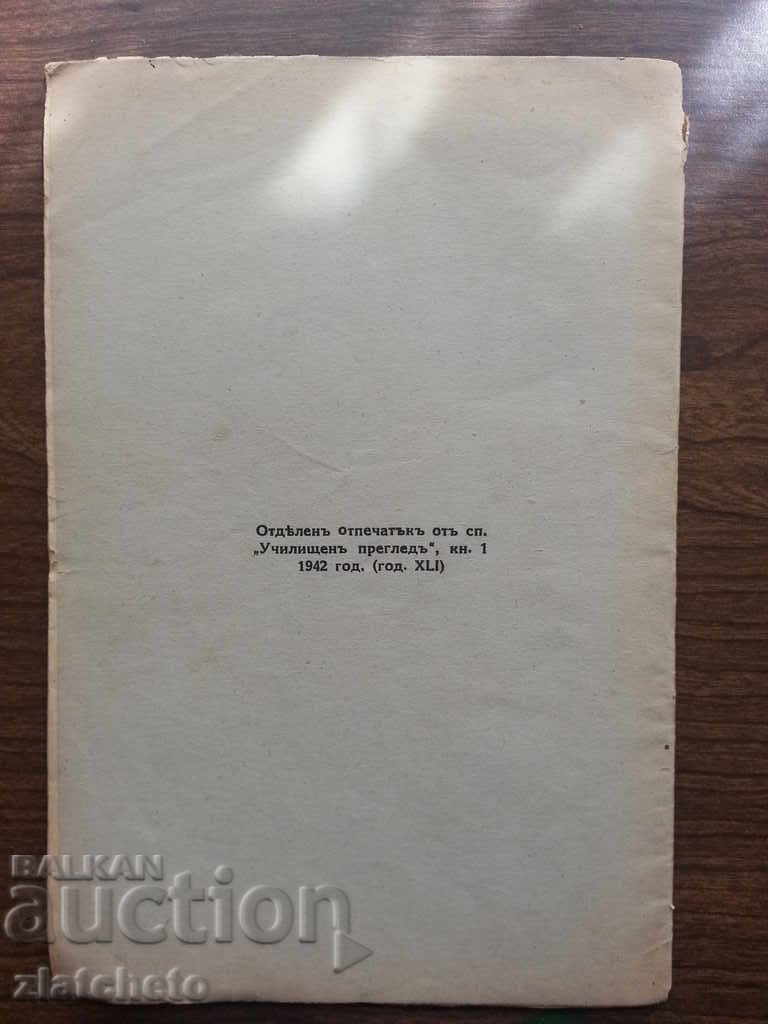 Отдѣленъ отпечатъкъ отъ сп.
„Училищенъ прегледъ“, кн. 1
1942 год. (год. XLI)
BALKAN
auction
zlatcheto